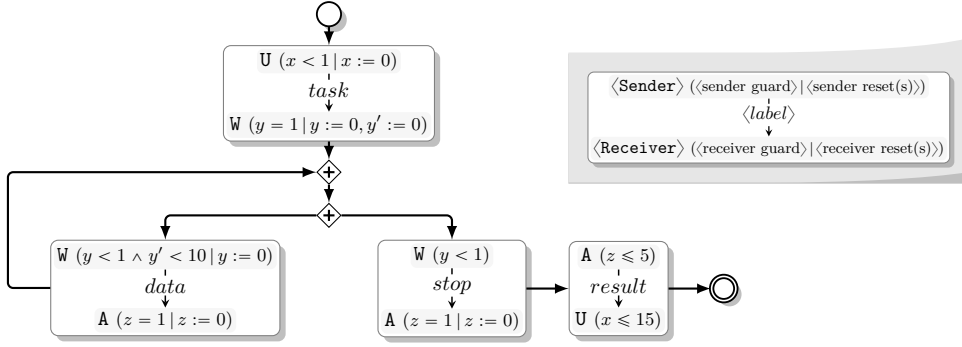 U (x < 1 | x := 0)
task
W (y = 1 | y := 0, y′ := 0)
⟨Sender⟩ (⟨sender guard⟩|⟨sender reset(s)⟩)
⟨label⟩
⟨Receiver⟩ (⟨receiver guard⟩|⟨receiver reset(s)⟩)
+
+
W (y < 1 ∧ y′ < 10 | y := 0)
data
A (z = 1 | z := 0)
W (y < 1)
stop
A (z = 1 | z := 0)
A (z ⩽ 5)
result
U (x ⩽ 15)